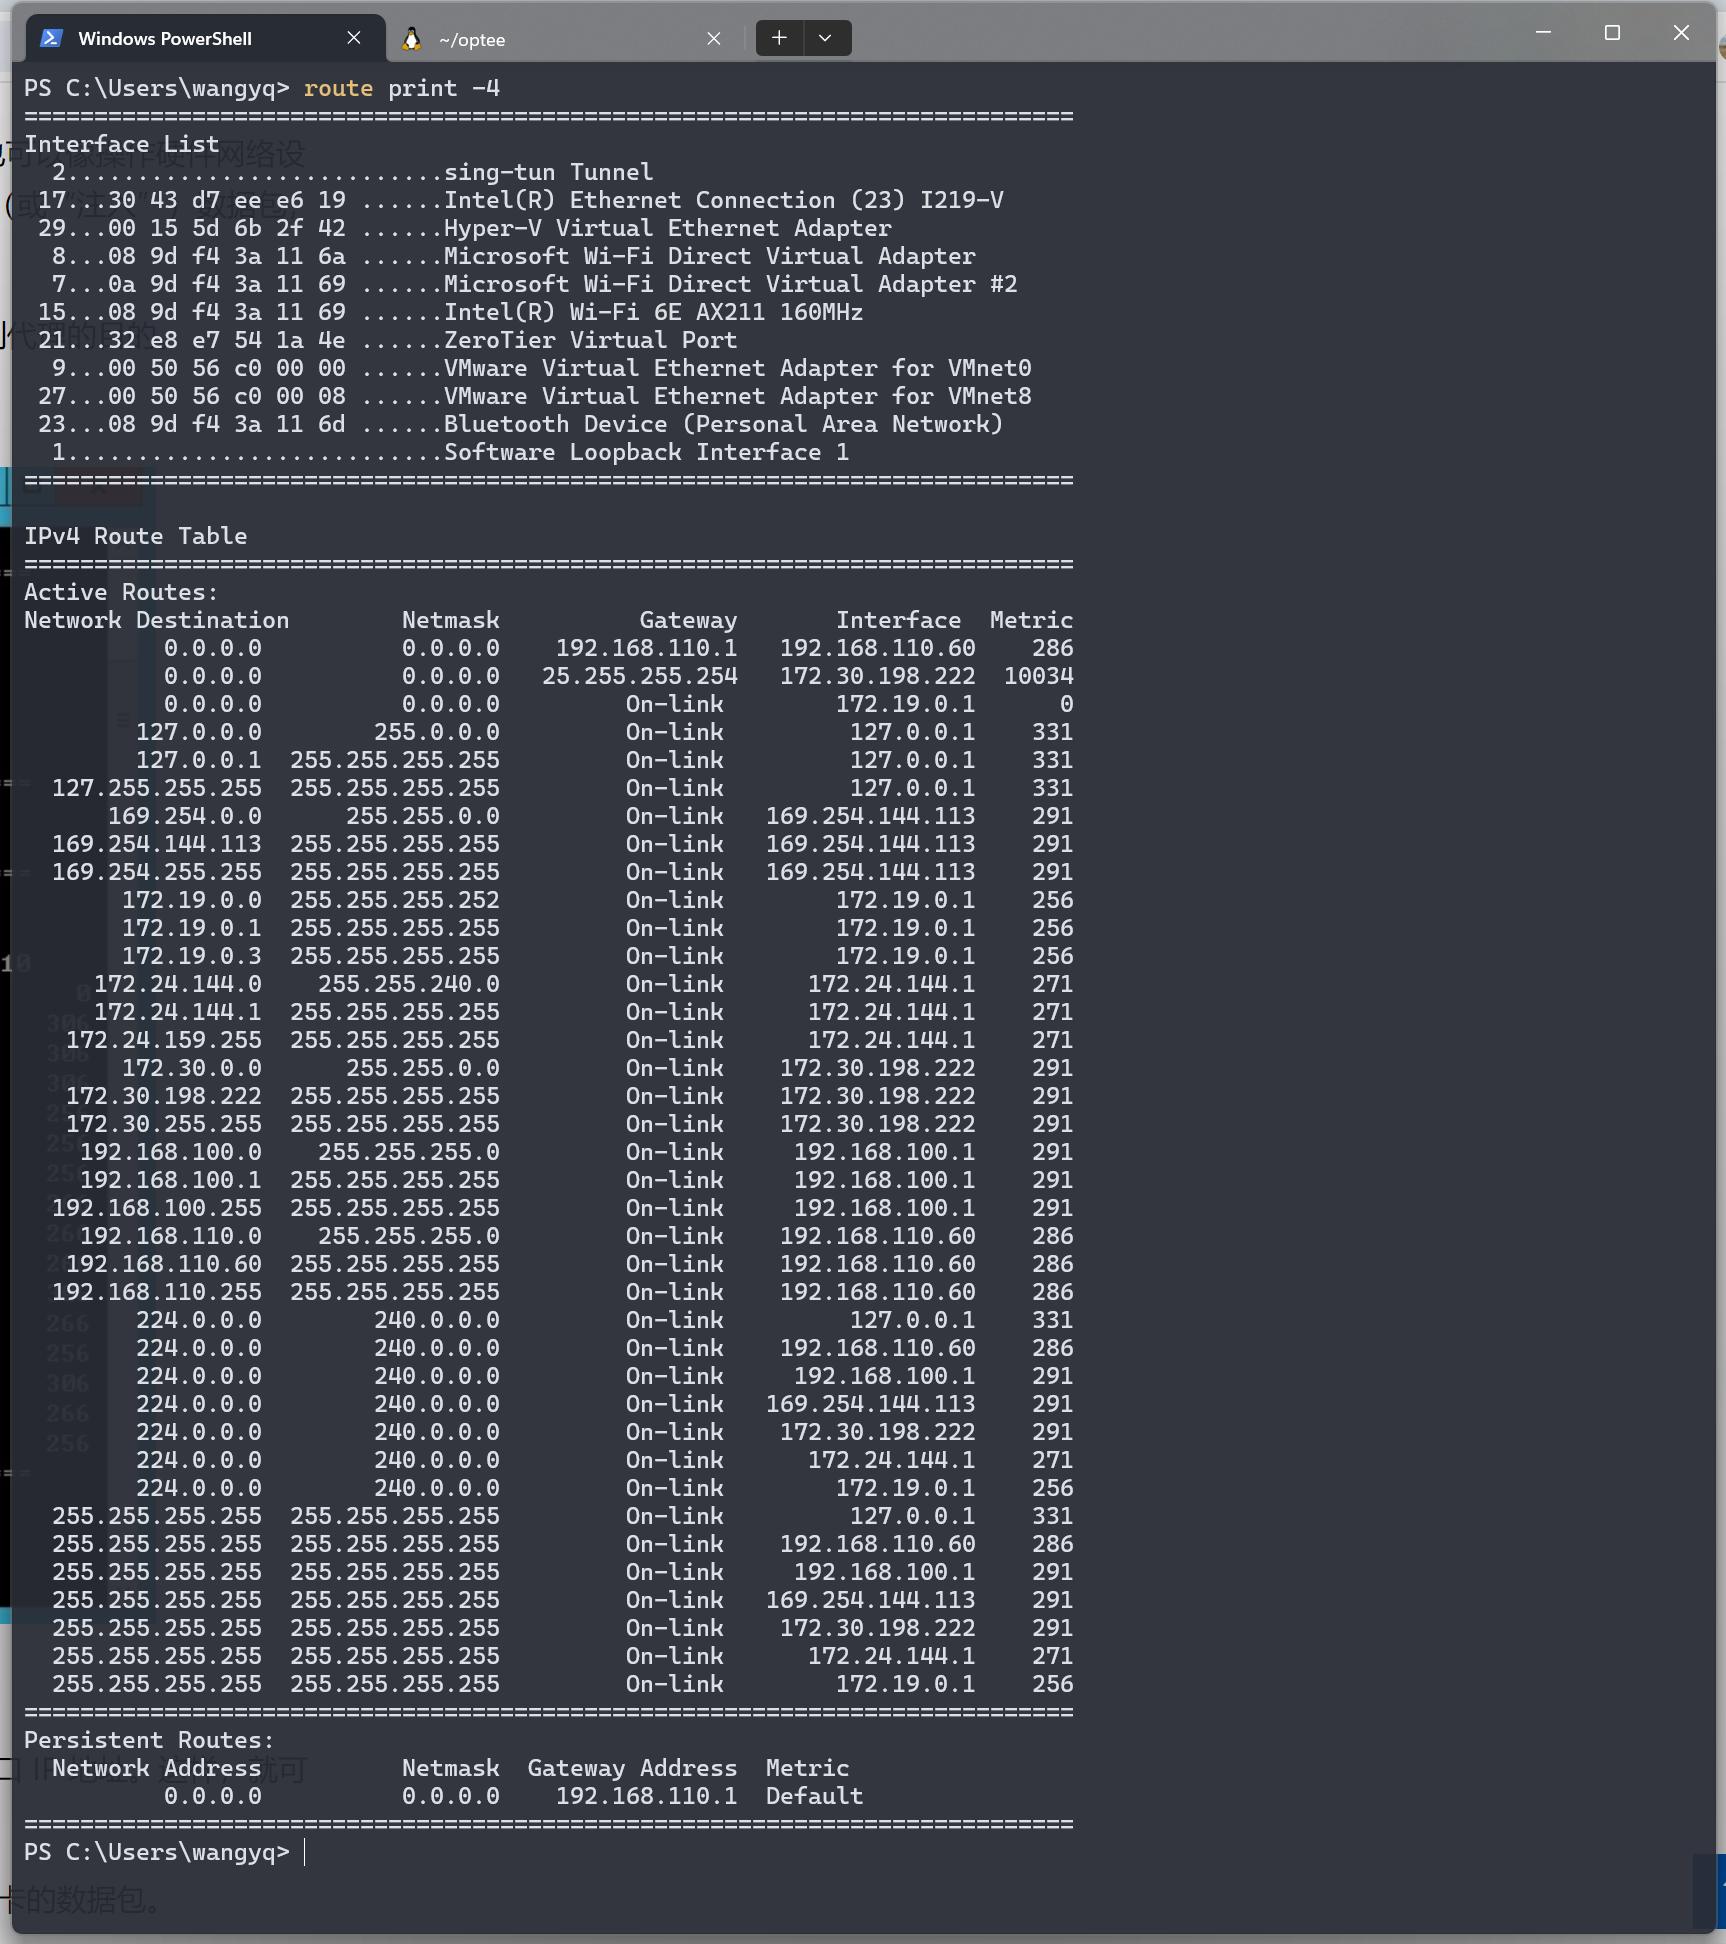 Windows PowerShell
~/optee
PS C:\Users\wangyq> route print -4
===========================================================================
Interface List
  2...........................sing-tun Tunnel
 17...30 43 d7 ee e6 19 ......Intel(R) Ethernet Connection (23) I219-V
 29...00 15 5d 6b 2f 42 ......Hyper-V Virtual Ethernet Adapter
  8...08 9d f4 3a 11 6a ......Microsoft Wi-Fi Direct Virtual Adapter
  7...0a 9d f4 3a 11 69 ......Microsoft Wi-Fi Direct Virtual Adapter #2
 15...08 9d f4 3a 11 69 ......Intel(R) Wi-Fi 6E AX211 160MHz
 21...32 e8 e7 54 1a 4e ......ZeroTier Virtual Port
  9...00 50 56 c0 00 00 ......VMware Virtual Ethernet Adapter for VMnet0
 27...00 50 56 c0 00 08 ......VMware Virtual Ethernet Adapter for VMnet8
 23...08 9d f4 3a 11 6d ......Bluetooth Device (Personal Area Network)
  1...........................Software Loopback Interface 1
===========================================================================
IPv4 Route Table
===========================================================================
Active Routes:
Network Destination        Netmask          Gateway       Interface  Metric
          0.0.0.0          0.0.0.0    192.168.110.1   192.168.110.60    286
          0.0.0.0          0.0.0.0   25.255.255.254   172.30.198.222  10034
          0.0.0.0          0.0.0.0         On-link        172.19.0.1      0
        127.0.0.0        255.0.0.0         On-link         127.0.0.1    331
        127.0.0.1  255.255.255.255         On-link         127.0.0.1    331
  127.255.255.255  255.255.255.255         On-link         127.0.0.1    331
      169.254.0.0      255.255.0.0         On-link   169.254.144.113    291
  169.254.144.113  255.255.255.255         On-link   169.254.144.113    291
  169.254.255.255  255.255.255.255         On-link   169.254.144.113    291
       172.19.0.0  255.255.255.252         On-link        172.19.0.1    256
       172.19.0.1  255.255.255.255         On-link        172.19.0.1    256
       172.19.0.3  255.255.255.255         On-link        172.19.0.1    256
     172.24.144.0    255.255.240.0         On-link      172.24.144.1    271
     172.24.144.1  255.255.255.255         On-link      172.24.144.1    271
   172.24.159.255  255.255.255.255         On-link      172.24.144.1    271
       172.30.0.0      255.255.0.0         On-link    172.30.198.222    291
   172.30.198.222  255.255.255.255         On-link    172.30.198.222    291
   172.30.255.255  255.255.255.255         On-link    172.30.198.222    291
    192.168.100.0    255.255.255.0         On-link     192.168.100.1    291
    192.168.100.1  255.255.255.255         On-link     192.168.100.1    291
  192.168.100.255  255.255.255.255         On-link     192.168.100.1    291
    192.168.110.0    255.255.255.0         On-link    192.168.110.60    286
   192.168.110.60  255.255.255.255         On-link    192.168.110.60    286
  192.168.110.255  255.255.255.255         On-link    192.168.110.60    286
        224.0.0.0        240.0.0.0         On-link         127.0.0.1    331
        224.0.0.0        240.0.0.0         On-link    192.168.110.60    286
        224.0.0.0        240.0.0.0         On-link     192.168.100.1    291
        224.0.0.0        240.0.0.0         On-link   169.254.144.113    291
        224.0.0.0        240.0.0.0         On-link    172.30.198.222    291
        224.0.0.0        240.0.0.0         On-link      172.24.144.1    271
        224.0.0.0        240.0.0.0         On-link        172.19.0.1    256
  255.255.255.255  255.255.255.255         On-link         127.0.0.1    331
  255.255.255.255  255.255.255.255         On-link    192.168.110.60    286
  255.255.255.255  255.255.255.255         On-link     192.168.100.1    291
  255.255.255.255  255.255.255.255         On-link   169.254.144.113    291
  255.255.255.255  255.255.255.255         On-link    172.30.198.222    291
  255.255.255.255  255.255.255.255         On-link      172.24.144.1    271
  255.255.255.255  255.255.255.255         On-link        172.19.0.1    256
===========================================================================
Persistent Routes:
  Network Address          Netmask  Gateway Address  Metric
          0.0.0.0          0.0.0.0    192.168.110.1  Default
===========================================================================
PS C:\Users\wangyq>
卡的数据包。